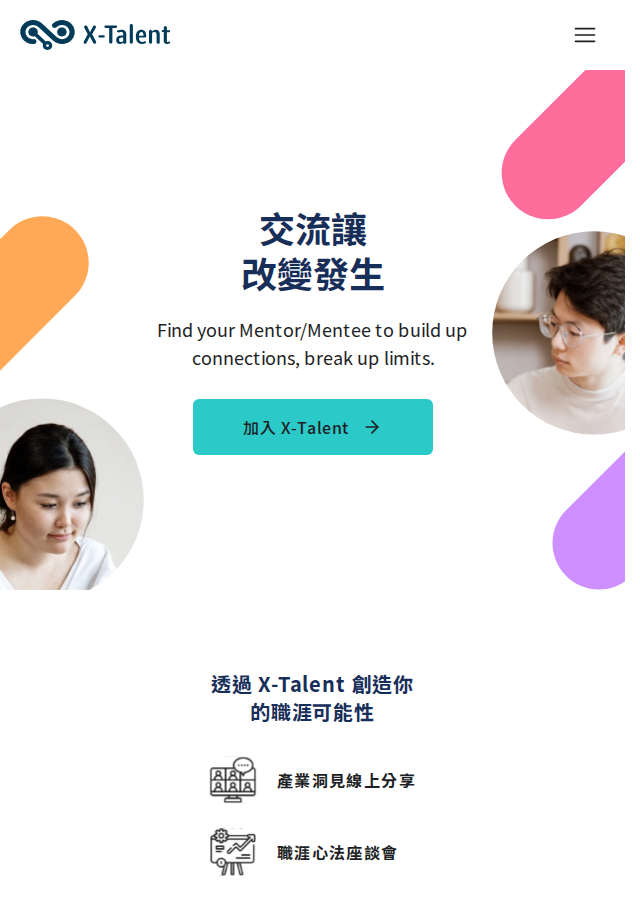 X-Talent
交流讓
改變發生
Find your Mentor/Mentee to build up
connections, break up limits.
加入 X-Talent →
透過 X-Talent 創造你
的職涯可能性
產業洞見線上分享
職涯心法座談會